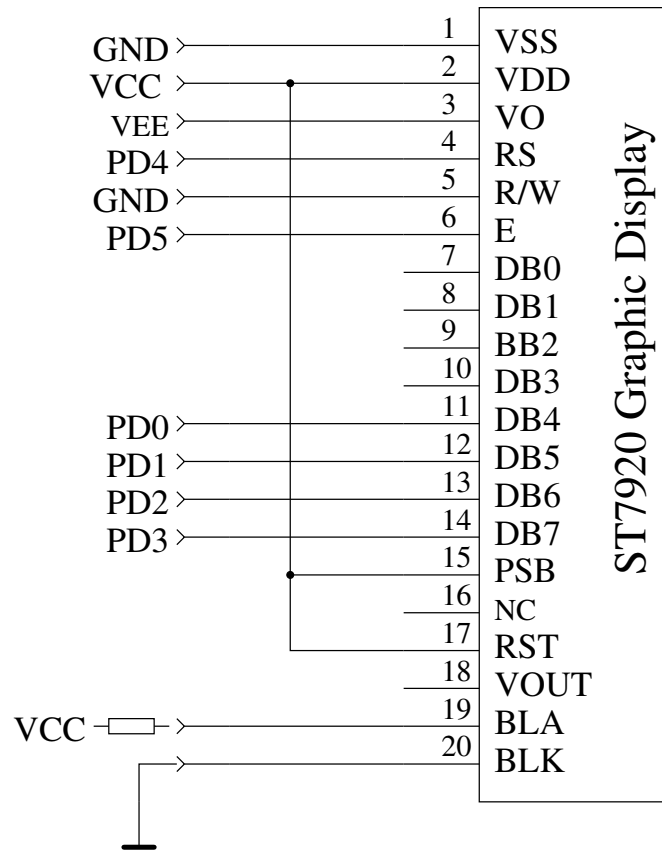 GND 1 VSS
VCC 2 VDD
VEE 3 VO
PD4 4 RS
GND 5 R/W
PD5 6 E
7 DB0
8 DB1
9 BB2
10 DB3
PD0 11 DB4
PD1 12 DB5
PD2 13 DB6
PD3 14 DB7
15 PSB
16 NC
17 RST
18 VOUT
VCC 19 BLA
20 BLK
ST7920 Graphic Display